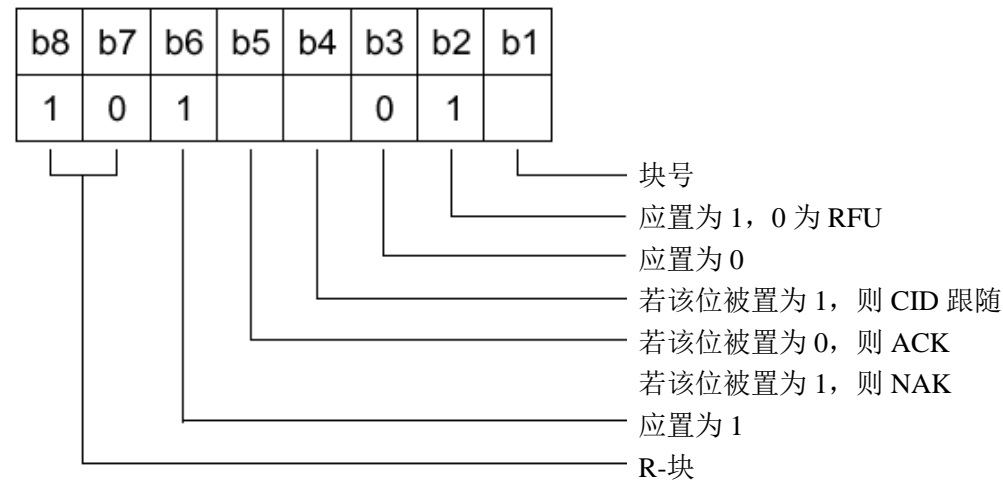 b8 b7 b6 b5 b4 b3 b2 b1
1 0 1 0 1
块号
应置为 1，0 为 RFU
应置为 0
若该位被置为 1，则 CID 跟随
若该位被置为 0，则 ACK
若该位被置为 1，则 NAK
应置为 1
R-块